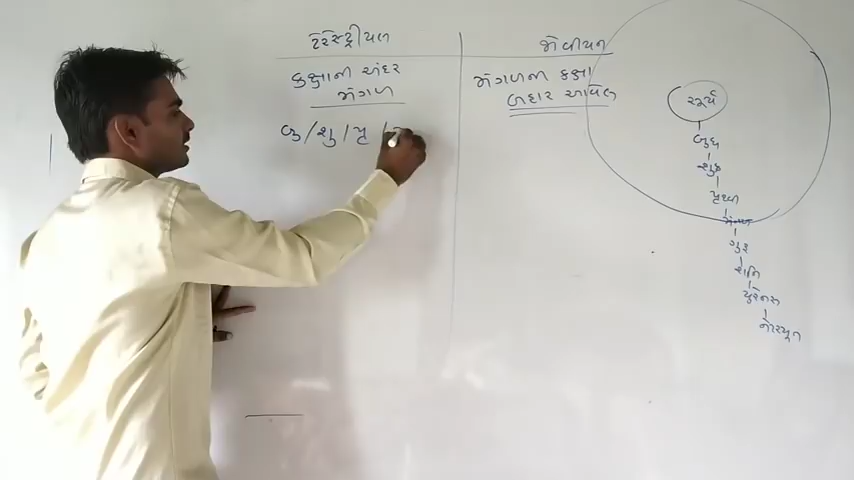 ટેરેસ્ટ્રીયલ
કક્ષાની અંદર
મંગળ
બુ/શુ/પૃ/
જોવીયન
મંગળની કક્ષા
બહાર આવેલ
સૂર્ય
બુધ
શુક્ર
પૃથ્વી
મંગળ
ગુરુ
શનિ
યુરેનસ
નેપ્ચ્યુન